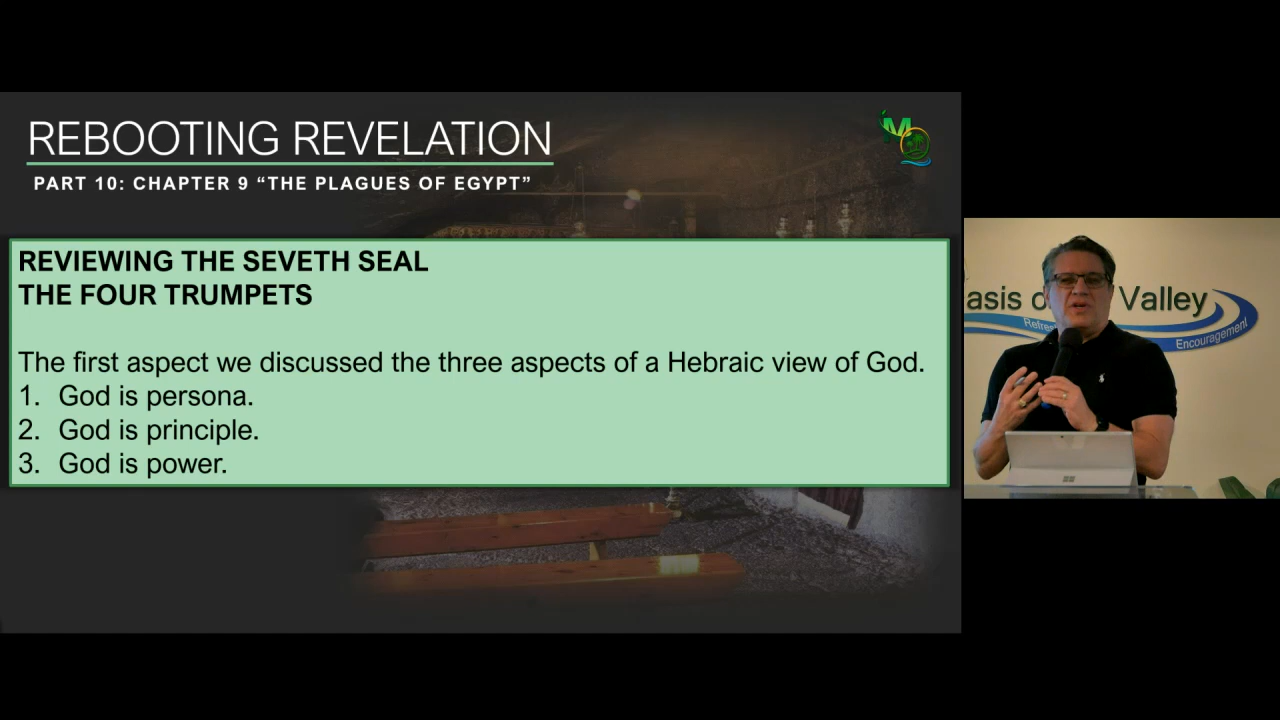 REBOOTING REVELATION
PART 10: CHAPTER 9 “THE PLAGUES OF EGYPT”
REVIEWING THE SEVETH SEAL
THE FOUR TRUMPETS
The first aspect we discussed the three aspects of a Hebraic view of God.
1. God is persona.
2. God is principle.
3. God is power.
Valley
Encouragement